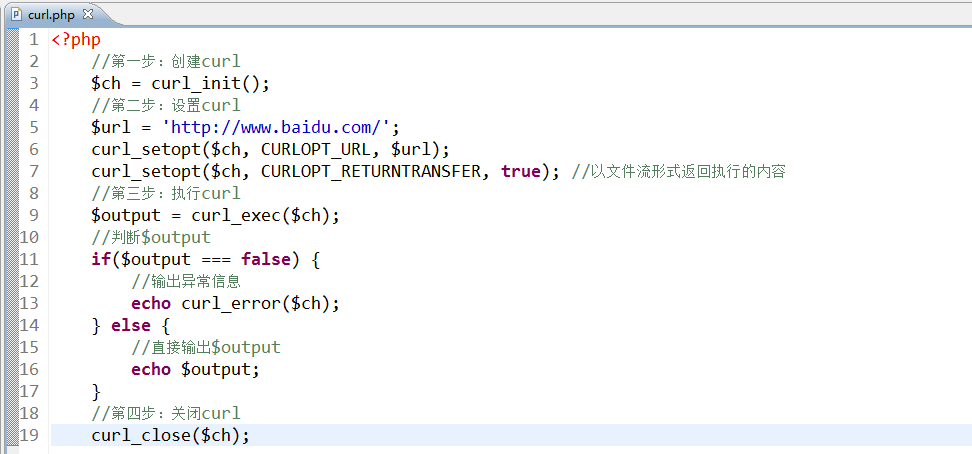 curl.php
1 <?php
2 //第一步：创建curl
3 $ch = curl_init();
4 //第二步：设置curl
5 $url = 'http://www.baidu.com/';
6 curl_setopt($ch, CURLOPT_URL, $url);
7 curl_setopt($ch, CURLOPT_RETURNTRANSFER, true); //以文件流形式返回执行的内容
8 //第三步：执行curl
9 $output = curl_exec($ch);
10 //判断$output
11 if($output === false) {
12 //输出异常信息
13 echo curl_error($ch);
14 } else {
15 //直接输出$output
16 echo $output;
17 }
18 //第四步：关闭curl
19 curl_close($ch);